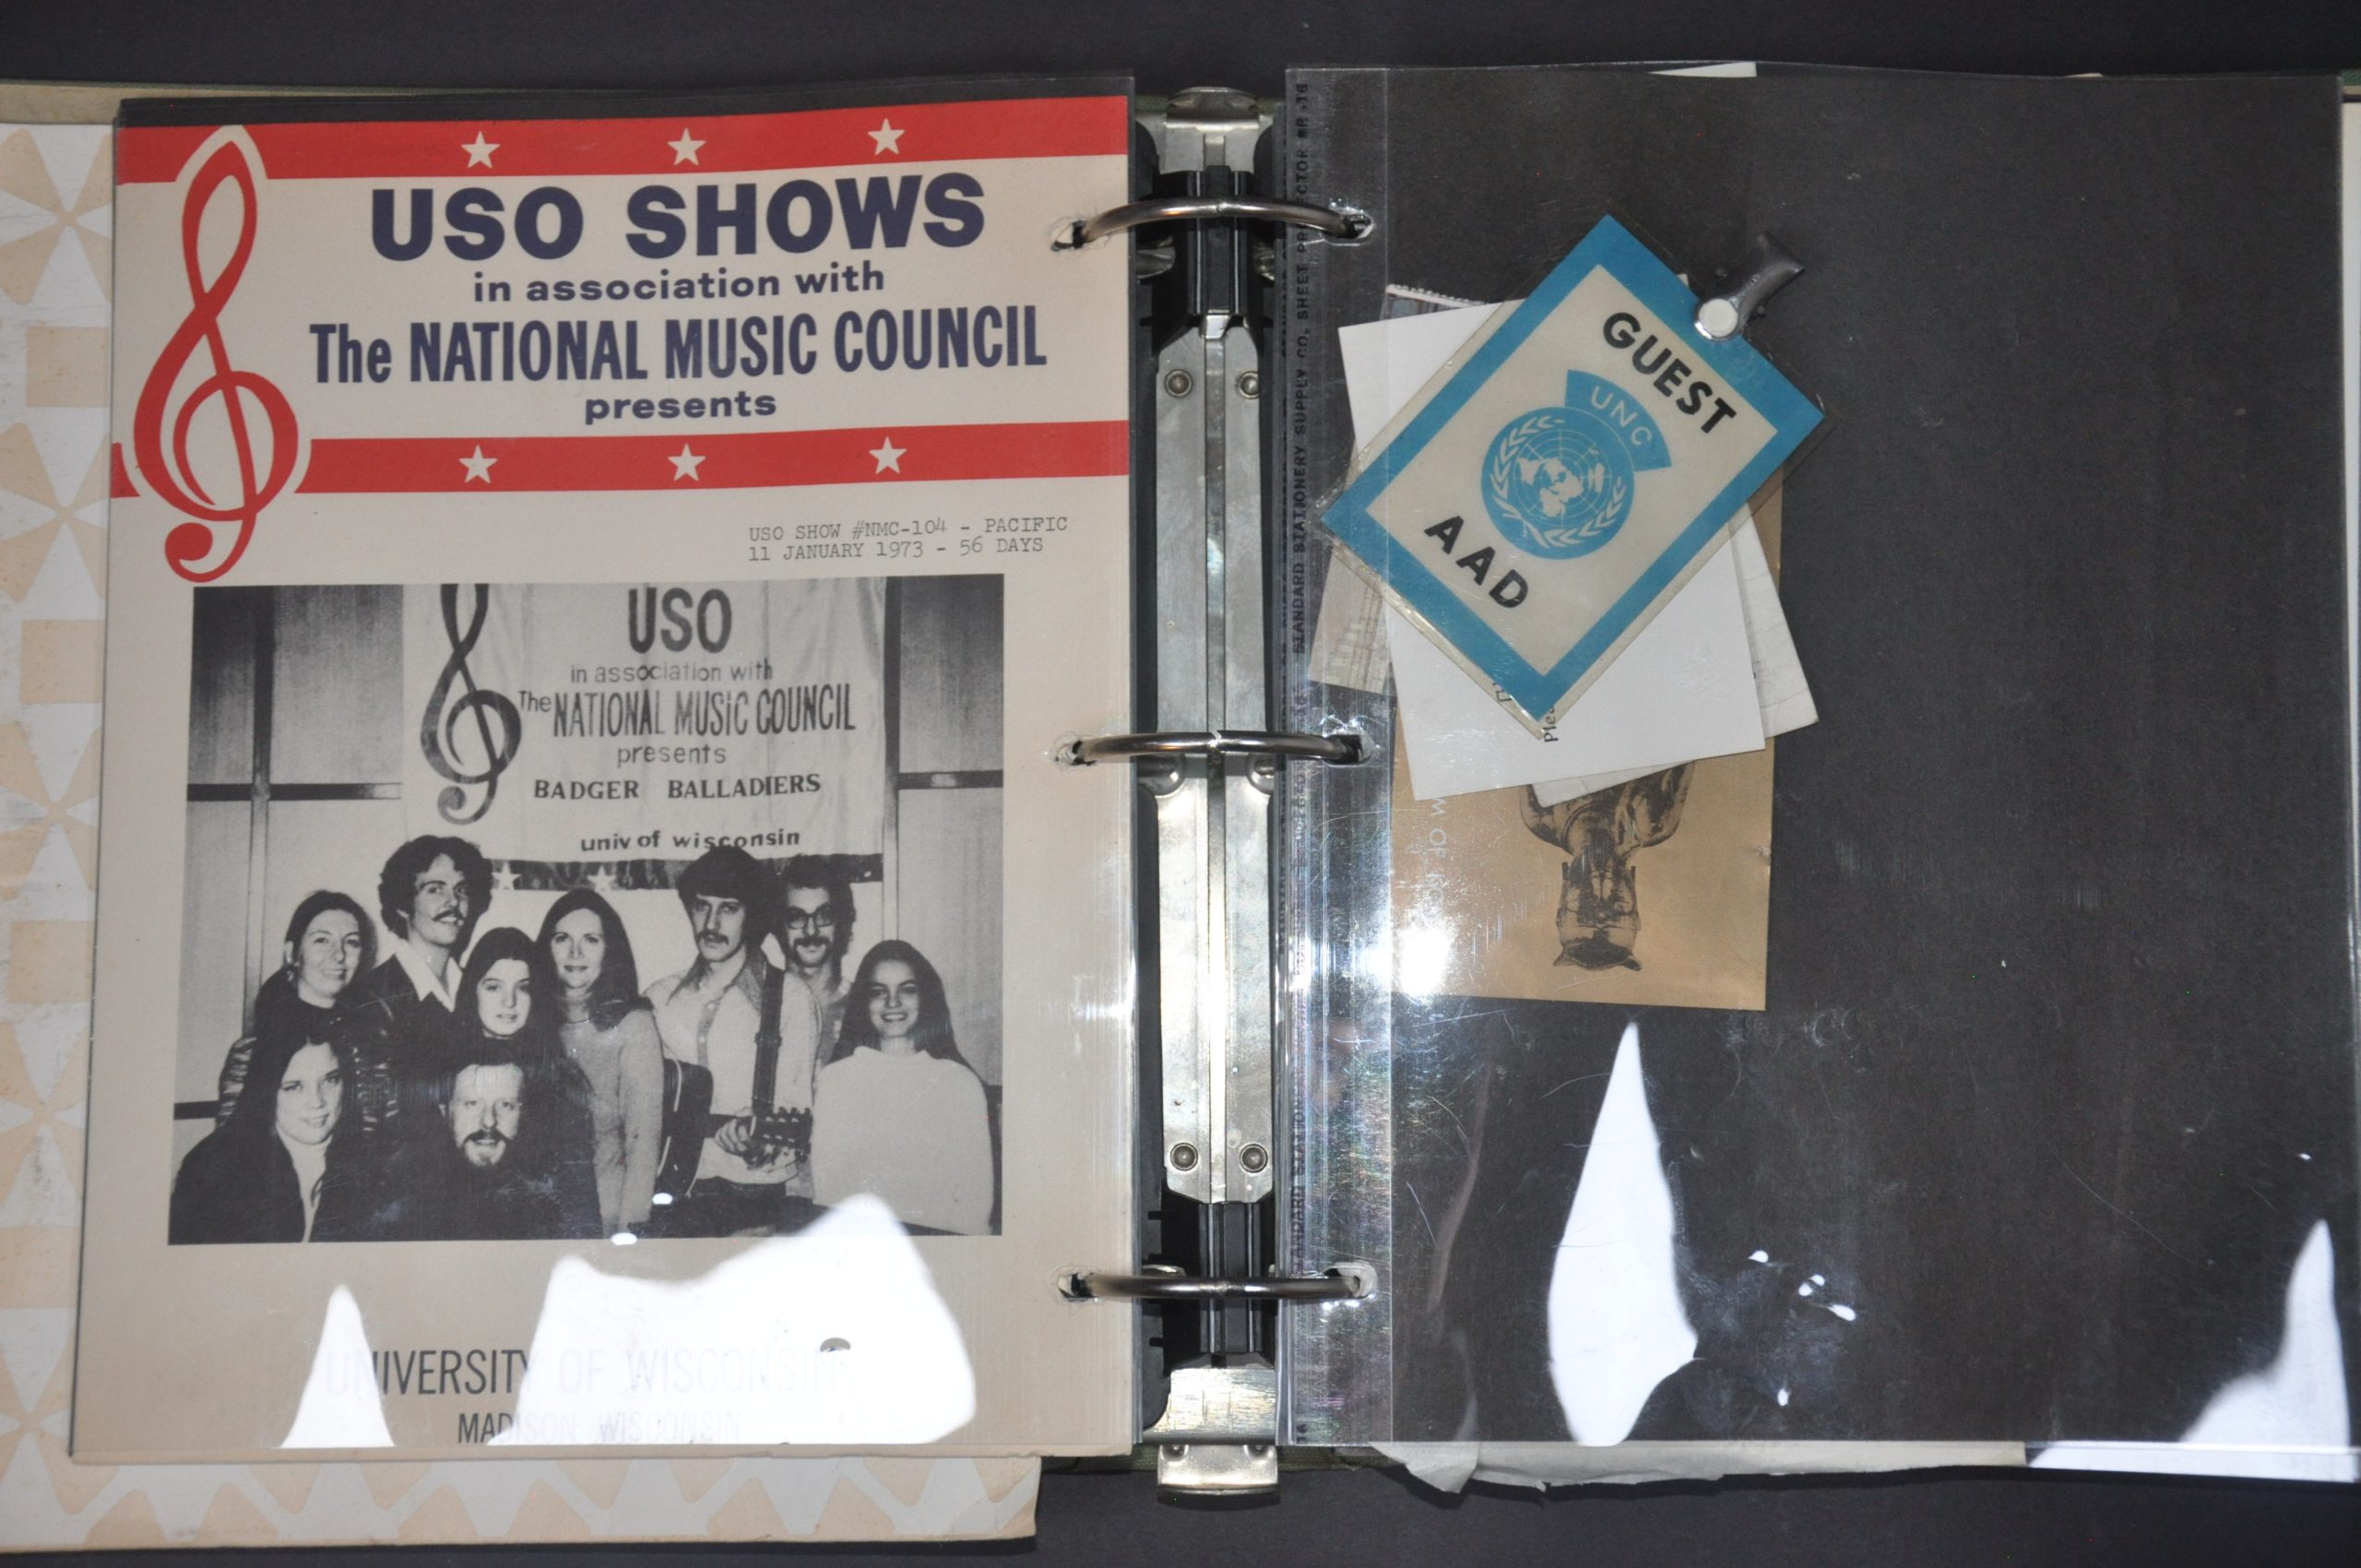 USO SHOWS
in association with
The NATIONAL MUSIC COUNCIL
presents
USO SHOW #NMC-104 - PACIFIC
11 JANUARY 1973 - 56 DAYS
USO
in association with
The NATIONAL MUSIC COUNCIL
presents
BADGER BALLADIERS
univ of wisconsin
UNIVERSITY OF WISCONSIN
MADISON WISCONSIN
STANDARD STATIONERY SUPPLY CO. SHEET PROTECTOR
GUEST
UNC
AAD